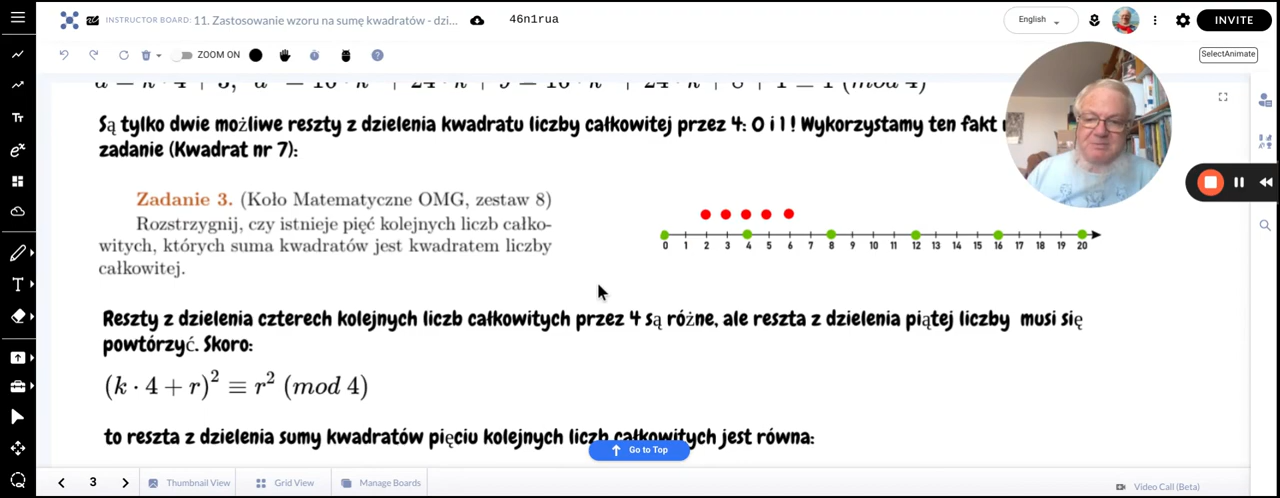 INSTRUCTOR BOARD: 11. Zastosowanie wzoru na sumę kwadratów - dzi...
46n1rua
English
INVITE
ZOOM ON
SelectAnimate
Są tylko dwie możliwe reszty z dzielenia kwadratu liczby całkowitej przez 4: 0 i 1 ! Wykorzystamy ten fakt
zadanie (Kwadrat nr 7):
Zadanie 3. (Koło Matematyczne OMG, zestaw 8)
Rozstrzygnij, czy istnieje pięć kolejnych liczb całko-
witych, których suma kwadratów jest kwadratem liczby
całkowitej.
0 1 2 3 4 5 6 7 8 9 10 11 12 13 14 15 16 17 18 19 20
Reszty z dzielenia czterech kolejnych liczb całkowitych przez 4 są różne, ale reszta z dzielenia piątej liczby musi się
powtórzyć. Skoro:
(k · 4 + r)² ≡ r² (mod 4)
to reszta z dzielenia sumy kwadratów pięciu kolejnych liczb całkowitych jest równa:
Go to Top
3
Thumbnail View
Grid View
Manage Boards
Video Call (Beta)